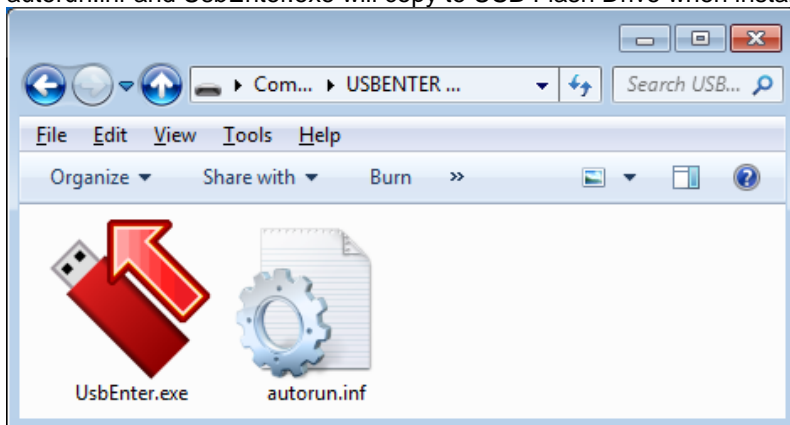 autorun.inf and UsbEnter.exe will copy to USB Flash Drive when insta
Com... USBENTER ... Search USB...
File Edit View Tools Help
Organize Share with Burn »
UsbEnter.exe autorun.inf